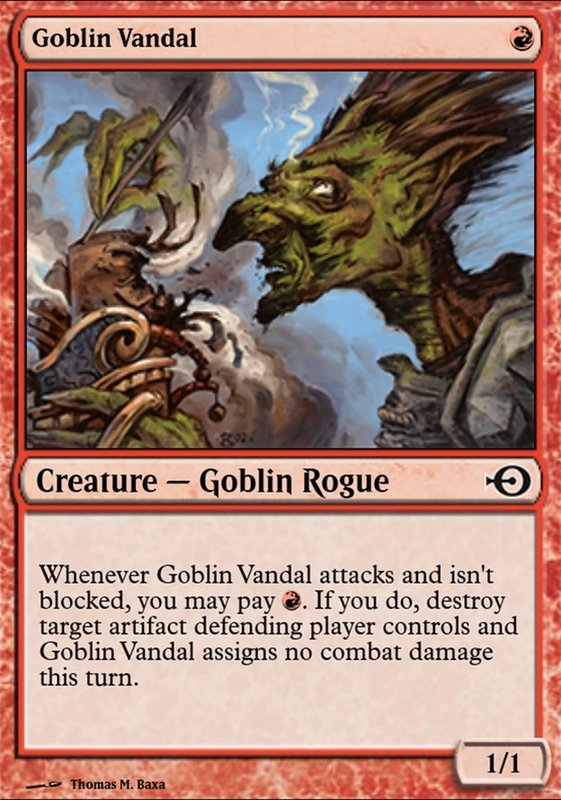 Goblin Vandal
Creature — Goblin Rogue
Whenever Goblin Vandal attacks and isn't
blocked, you may pay . If you do, destroy
target artifact defending player controls and
Goblin Vandal assigns no combat damage
this turn.
1/1
Thomas M. Baxa